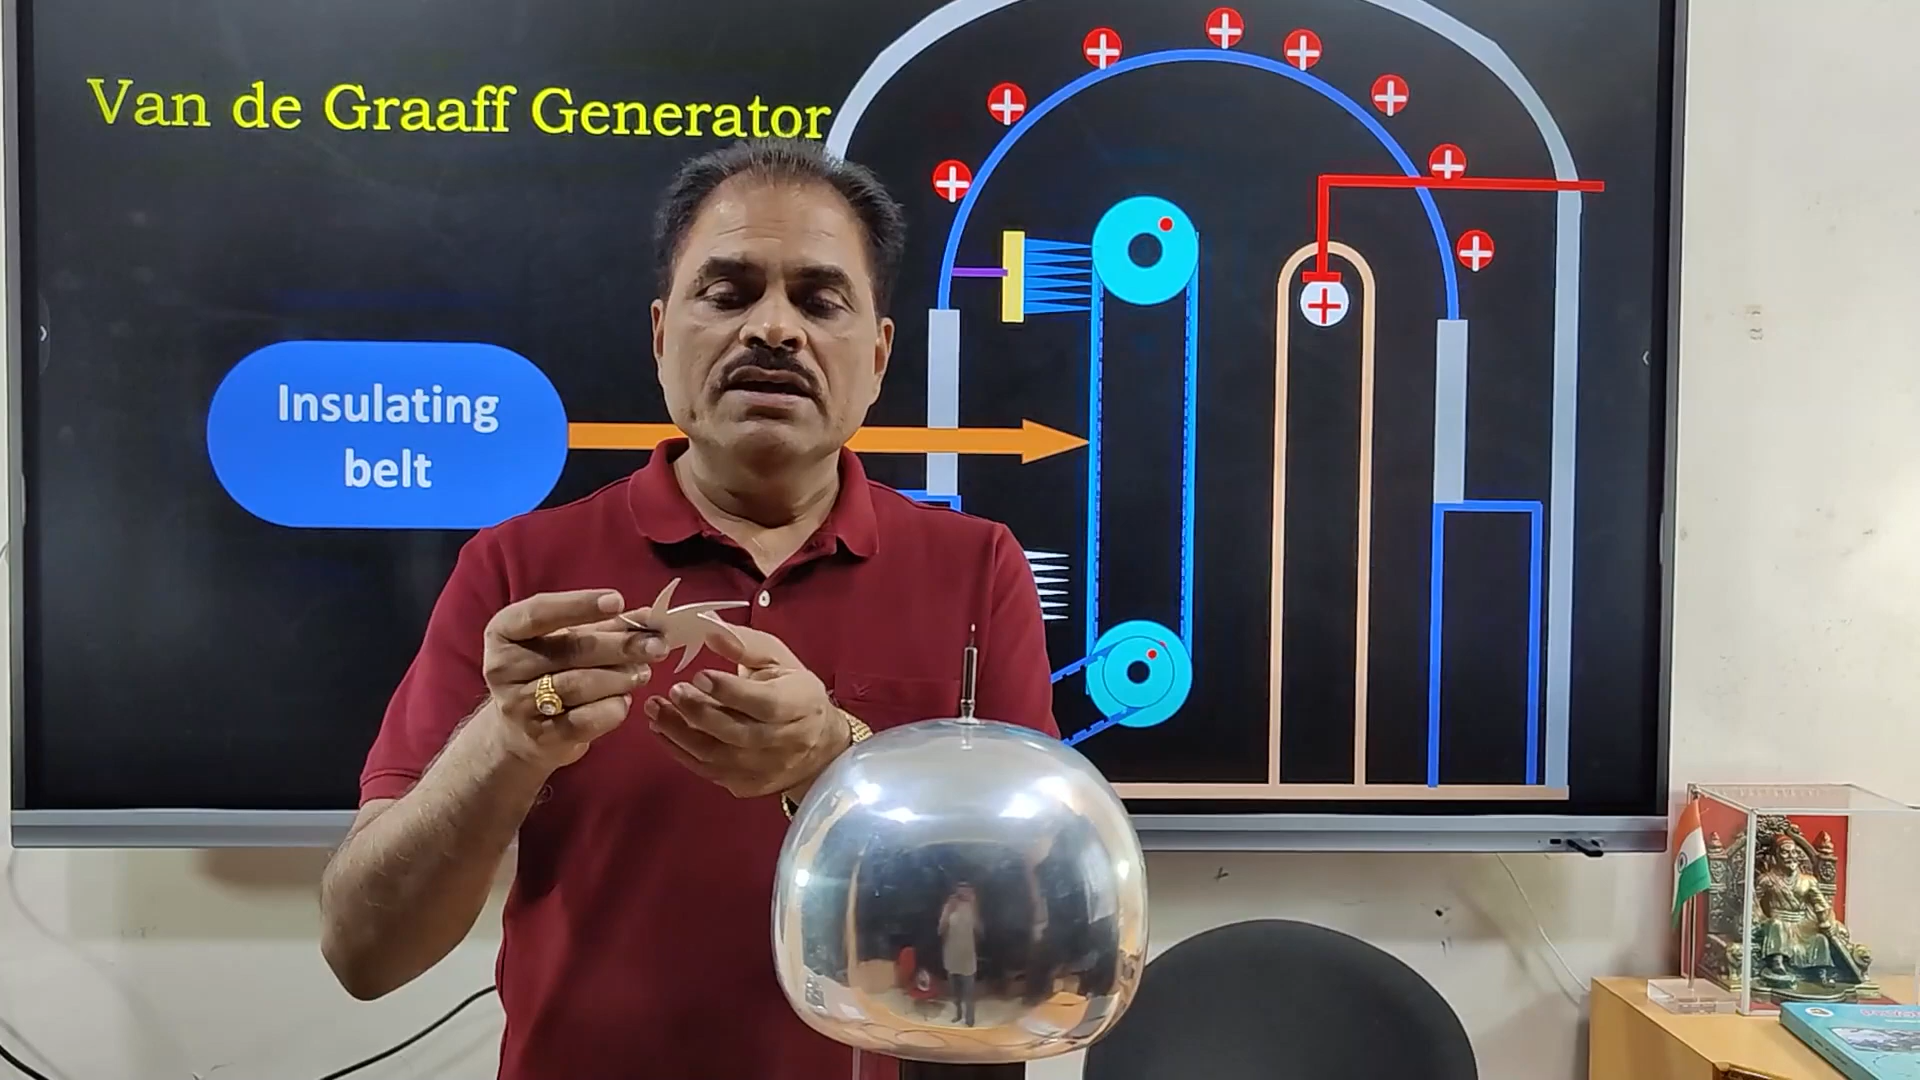 Van de Graaff Generator
Insulating
belt